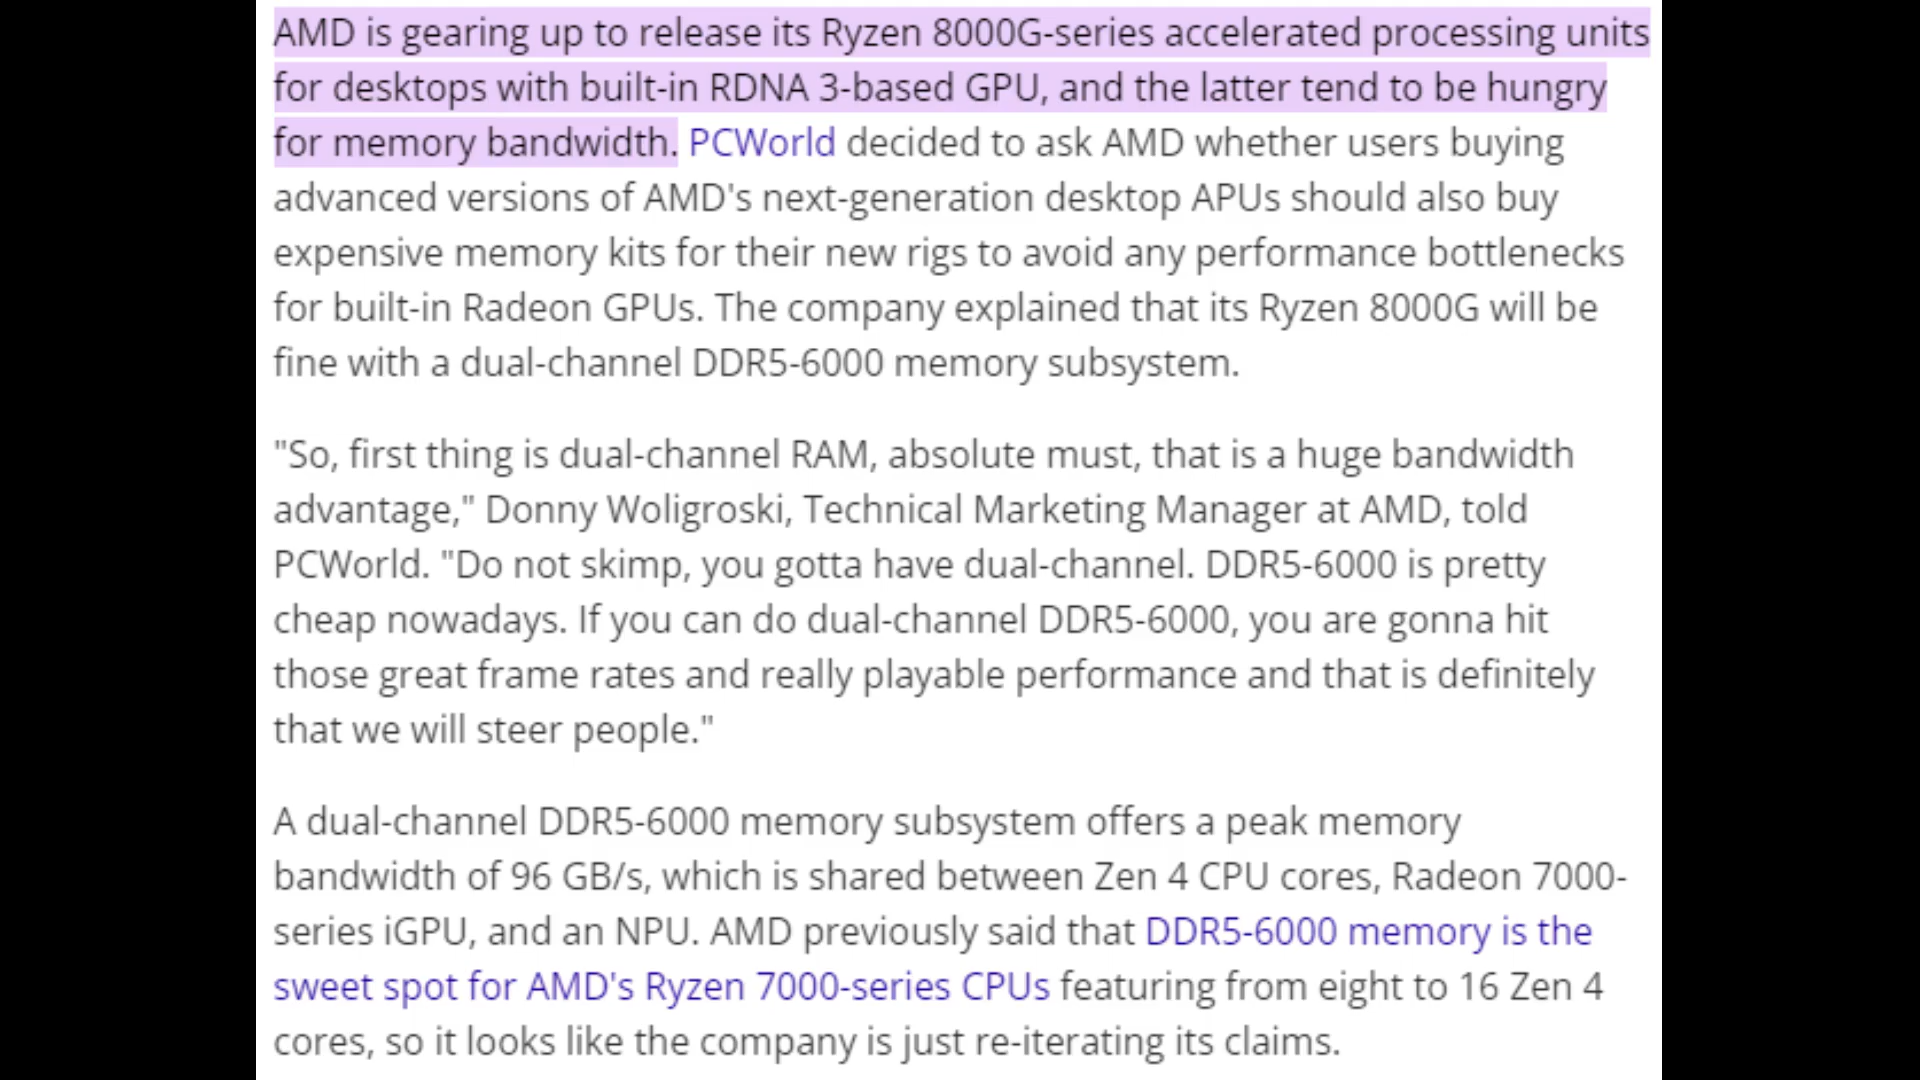 AMD is gearing up to release its Ryzen 8000G-series accelerated processing units
for desktops with built-in RDNA 3-based GPU, and the latter tend to be hungry
for memory bandwidth. PCWorld decided to ask AMD whether users buying
advanced versions of AMD's next-generation desktop APUs should also buy
expensive memory kits for their new rigs to avoid any performance bottlenecks
for built-in Radeon GPUs. The company explained that its Ryzen 8000G will be
fine with a dual-channel DDR5-6000 memory subsystem.
"So, first thing is dual-channel RAM, absolute must, that is a huge bandwidth
advantage," Donny Woligroski, Technical Marketing Manager at AMD, told
PCWorld. "Do not skimp, you gotta have dual-channel. DDR5-6000 is pretty
cheap nowadays. If you can do dual-channel DDR5-6000, you are gonna hit
those great frame rates and really playable performance and that is definitely
that we will steer people."
A dual-channel DDR5-6000 memory subsystem offers a peak memory
bandwidth of 96 GB/s, which is shared between Zen 4 CPU cores, Radeon 7000-
series iGPU, and an NPU. AMD previously said that DDR5-6000 memory is the
sweet spot for AMD's Ryzen 7000-series CPUs featuring from eight to 16 Zen 4
cores, so it looks like the company is just re-iterating its claims.